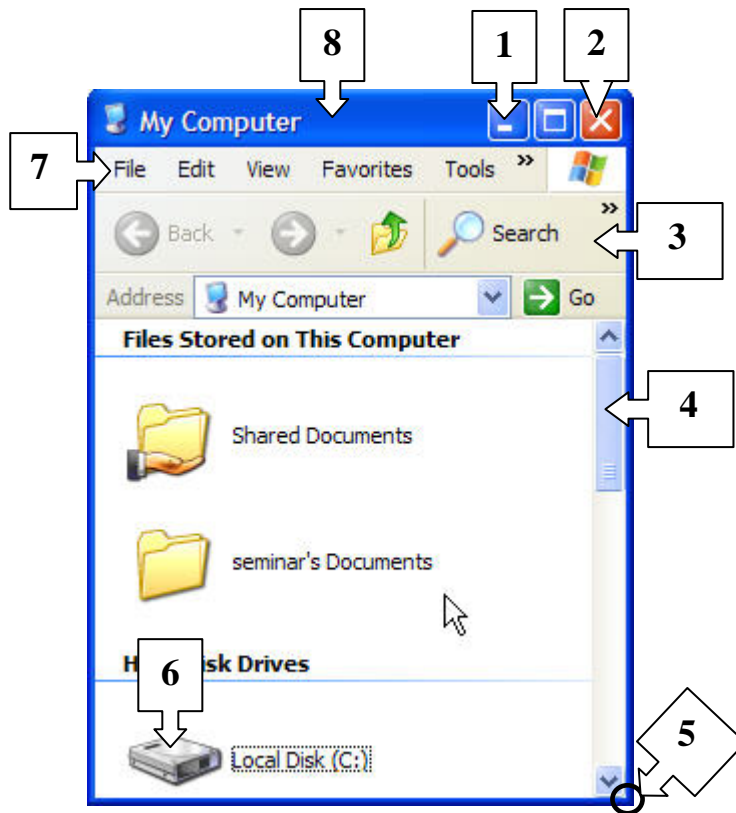 8
1
2
My Computer
7
File Edit View Favorites Tools »
Back Search »
3
Address My Computer Go
Files Stored on This Computer
4
Shared Documents
seminar's Documents
Disk Drives
6
5
Local Disk (C:)